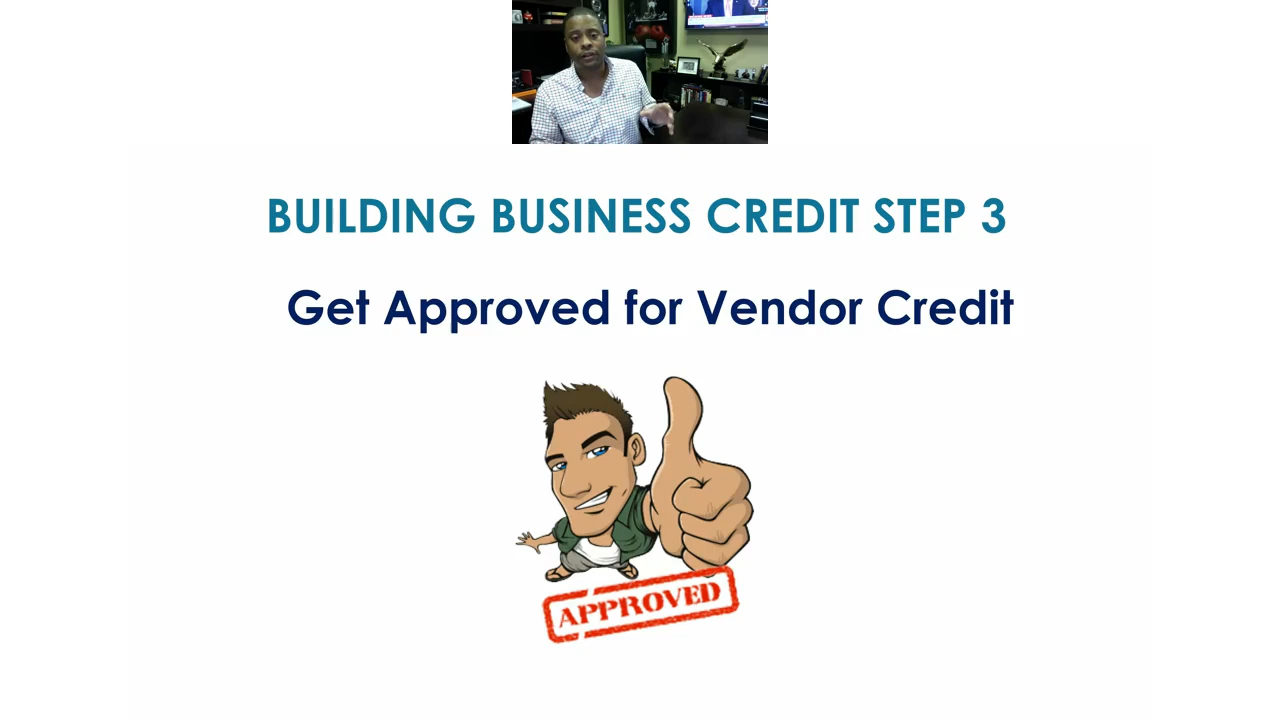 BUILDING BUSINESS CREDIT STEP 3
Get Approved for Vendor Credit
APPROVED